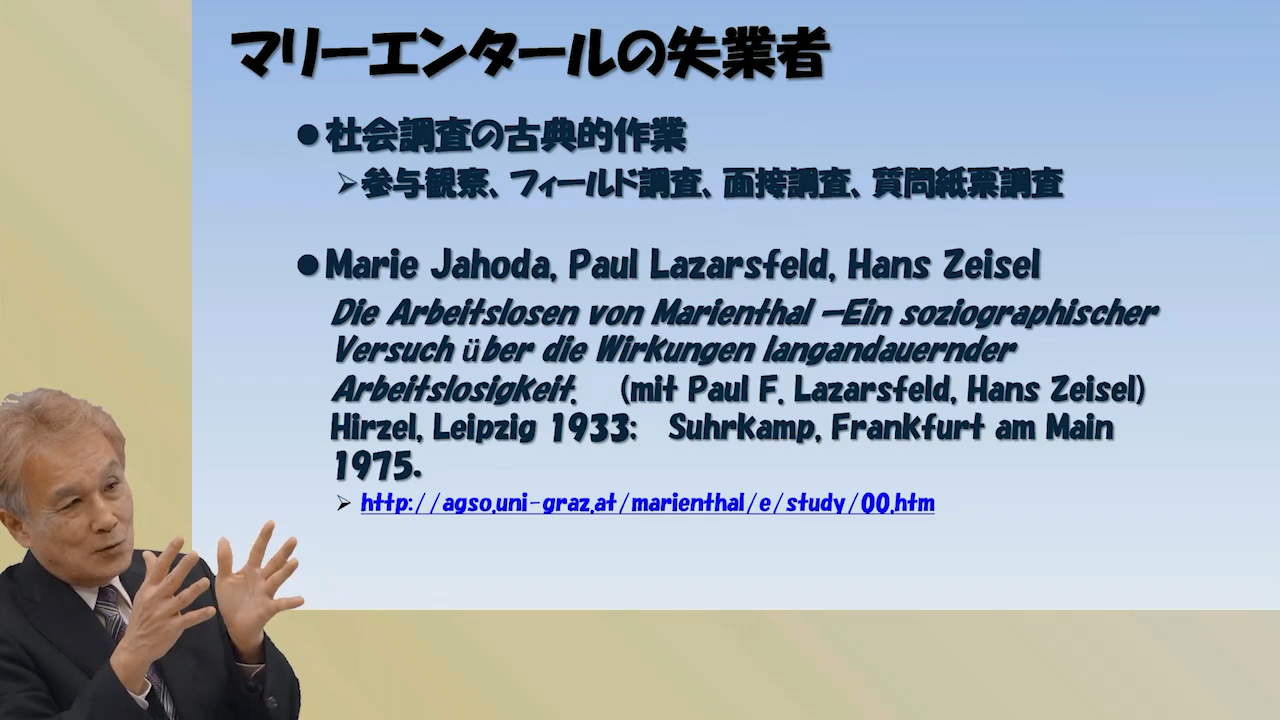 マリーエンタールの失業者
●社会調査の古典的作業
➢参与観察、フィールド調査、面接調査、質問紙票調査
●Marie Jahoda, Paul Lazarsfeld, Hans Zeisel
Die Arbeitslosen von Marienthal –Ein soziographischer
Versuch über die Wirkungen langandauernder
Arbeitslosigkeit. (mit Paul F. Lazarsfeld, Hans Zeisel)
Hirzel, Leipzig 1933: Suhrkamp, Frankfurt am Main
1975.
➢ http://agso.uni-graz.at/marienthal/e/study/00.htm